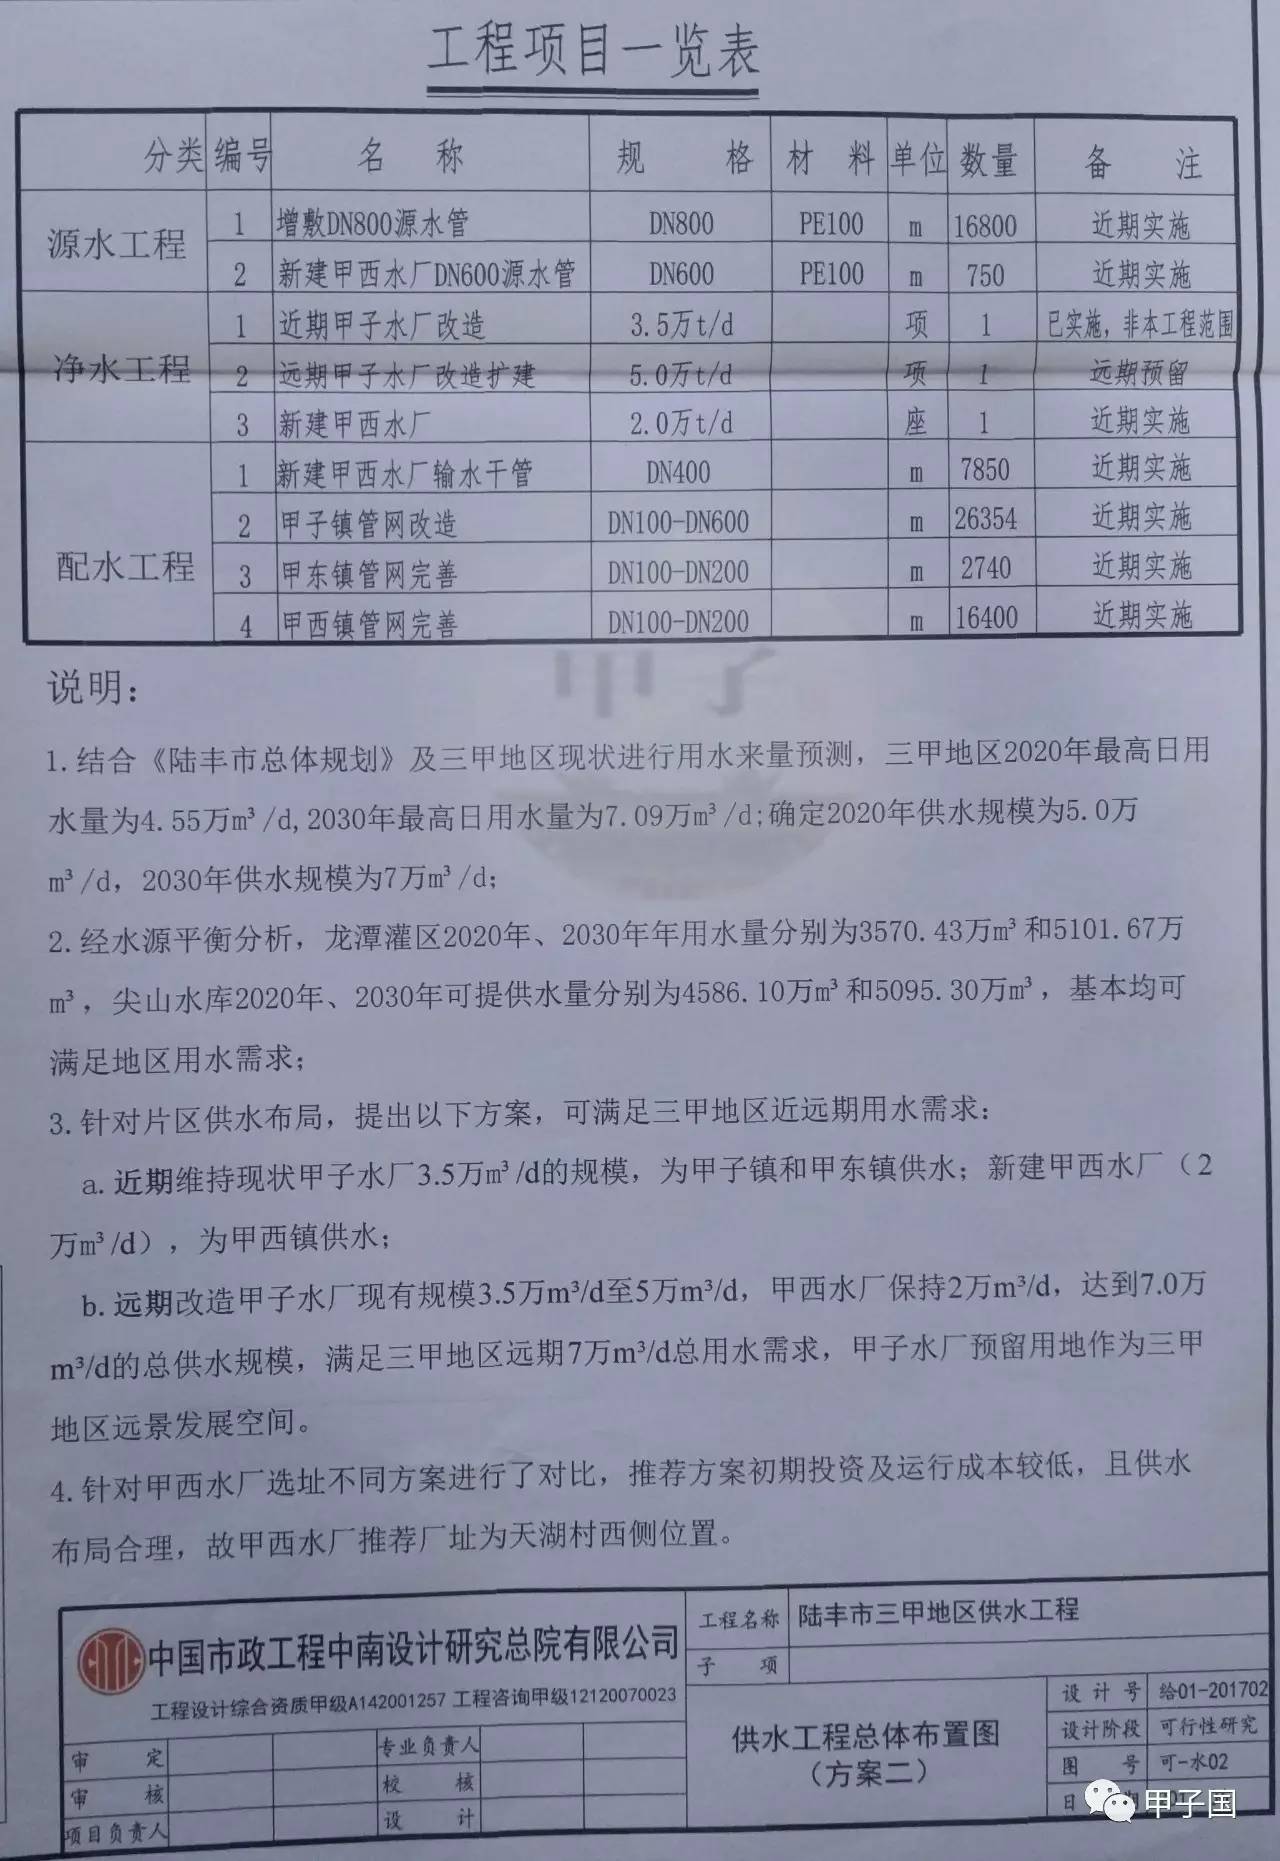 工程项目一览表
分类 编号 名 称 规 格 材 料 单位 数量 备 注
源水工程 1 增敷DN800源水管 DN800 PE100 m 16800 近期实施
2 新建甲西水厂DN600源水管 DN600 PE100 m 750 近期实施
净水工程 1 近期甲子水厂改造 3.5万t/d 项 1 已实施，非本工程范围
2 远期甲子水厂改造扩建 5.0万t/d 项 1 远期预留
3 新建甲西水厂 2.0万t/d 座 1 近期实施
配水工程 1 新建甲西水厂输水干管 DN400 m 7850 近期实施
2 甲子镇管网改造 DN100-DN600 m 26354 近期实施
3 甲东镇管网完善 DN100-DN200 m 2740 近期实施
4 甲西镇管网完善 DN100-DN200 m 16400 近期实施
说明：
1.结合《陆丰市总体规划》及三甲地区现状进行用水来量预测，三甲地区2020年最高日用
水量为4.55万m³/d,2030年最高日用水量为7.09万m³/d;确定2020年供水规模为5.0万
m³/d，2030年供水规模为7万m³/d；
2.经水源平衡分析，龙潭灌区2020年、2030年年用水量分别为3570.43万m³和5101.67万
m³，尖山水库2020年、2030年可提供水量分别为4586.10万m³和5095.30万m³，基本均可
满足地区用水需求；
3.针对片区供水布局，提出以下方案，可满足三甲地区近远期用水需求：
a.近期维持现状甲子水厂3.5万m³/d的规模，为甲子镇和甲东镇供水；新建甲西水厂（2
万m³/d），为甲西镇供水；
b.远期改造甲子水厂现有规模3.5万m³/d至5万m³/d，甲西水厂保持2万m³/d，达到7.0万
m³/d的总供水规模，满足三甲地区远期7万m³/d总用水需求，甲子水厂预留用地作为三甲
地区远景发展空间。
4.针对甲西水厂选址不同方案进行了对比，推荐方案初期投资及运行成本较低，且供水
布局合理，故甲西水厂推荐厂址为天湖村西侧位置。
中国市政工程中南设计研究总院有限公司
工程设计综合资质甲级A142001257 工程咨询甲级12120070023
审 定 专业负责人
审 核 校 核
项目负责人 设 计
工程名称 陆丰市三甲地区供水工程
子 项
供水工程总体布置图
（方案二）
设 计 号 给01-201702
设计阶段 可行性研究
图 号 可-水02
日
甲子国